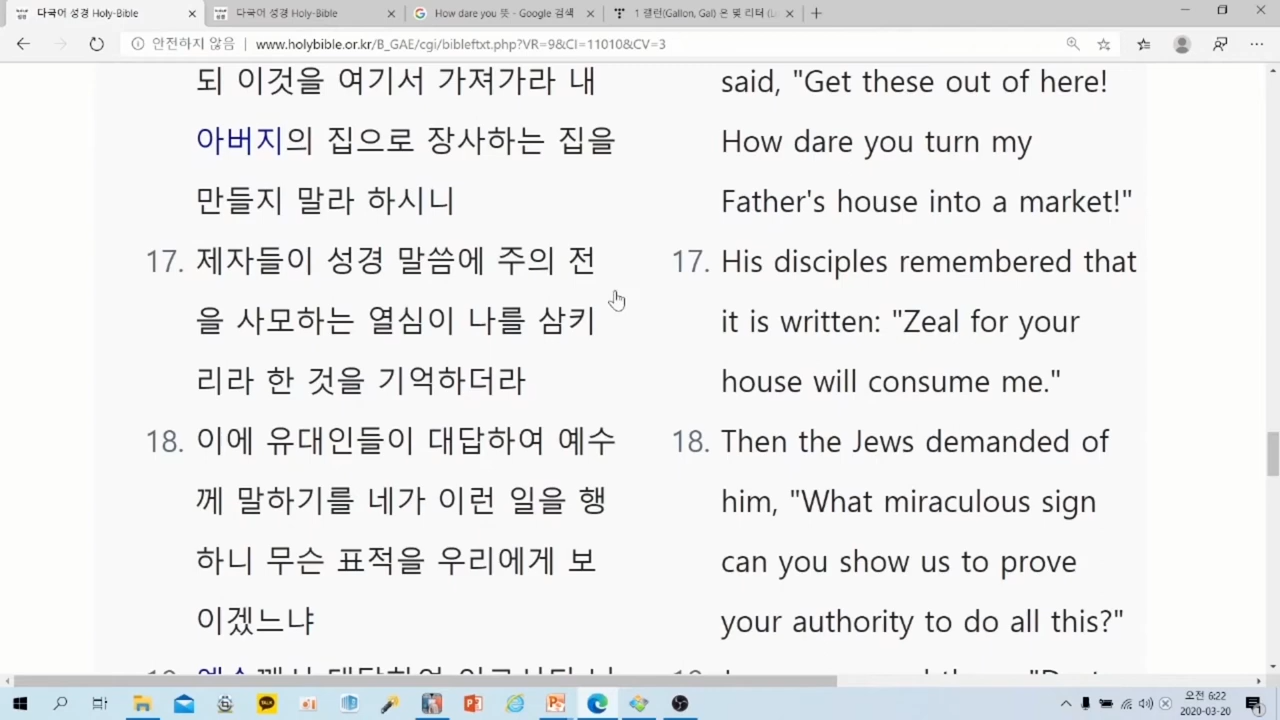 다국어 성경 Holy-Bible
다국어 성경 Holy-Bible
How dare you 뜻 - Google 검색
1 갤런(Gallon, Gal) 은 몇 리터 (L
안전하지 않음
www.holybible.or.kr/B_GAE/cgi/bibleftxt.php?VR=9&CI=11010&CV=3
되 이것을 여기서 가져가라 내
아버지의 집으로 장사하는 집을
만들지 말라 하시니
17. 제자들이 성경 말씀에 주의 전
을 사모하는 열심이 나를 삼키
리라 한 것을 기억하더라
18. 이에 유대인들이 대답하여 예수
께 말하기를 네가 이런 일을 행
하니 무슨 표적을 우리에게 보
이겠느냐
said, "Get these out of here!
How dare you turn my
Father's house into a market!"
17. His disciples remembered that
it is written: "Zeal for your
house will consume me."
18. Then the Jews demanded of
him, "What miraculous sign
can you show us to prove
your authority to do all this?"
오전 6:22
2020-03-20